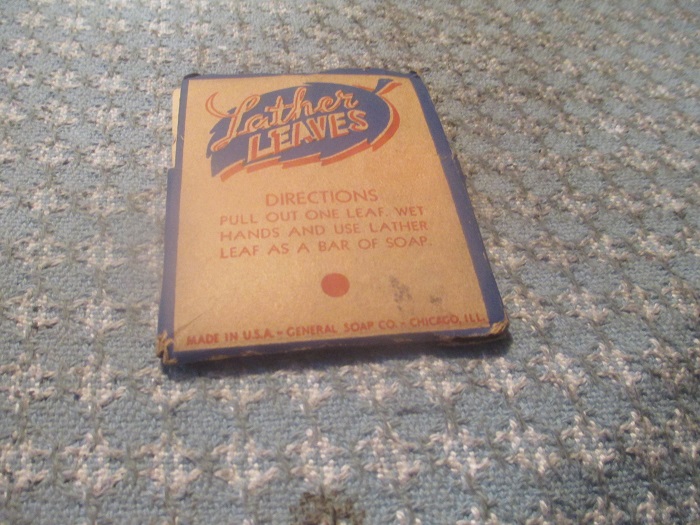 Lather
LEAVES
DIRECTIONS
PULL OUT ONE LEAF. WET
HANDS AND USE LATHER
LEAF AS A BAR OF SOAP.
MADE IN U.S.A. - GENERAL SOAP CO. - CHICAGO, ILL.